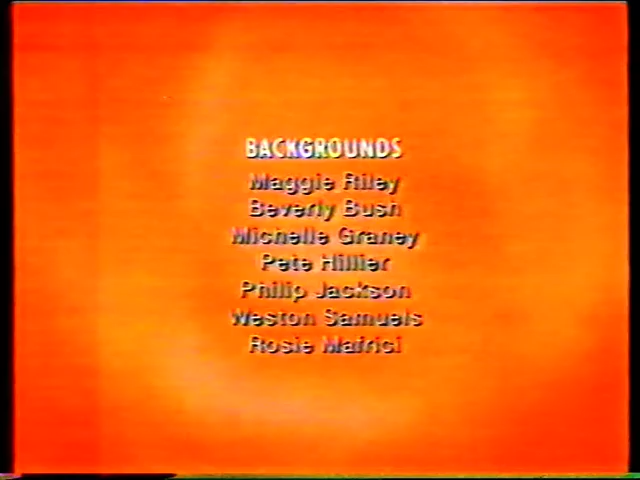 BACKGROUNDS
Maggie Riley
Beverly Bush
Michelle Graney
Pete Hillier
Philip Jackson
Weston Samuels
Rosie Mafrici